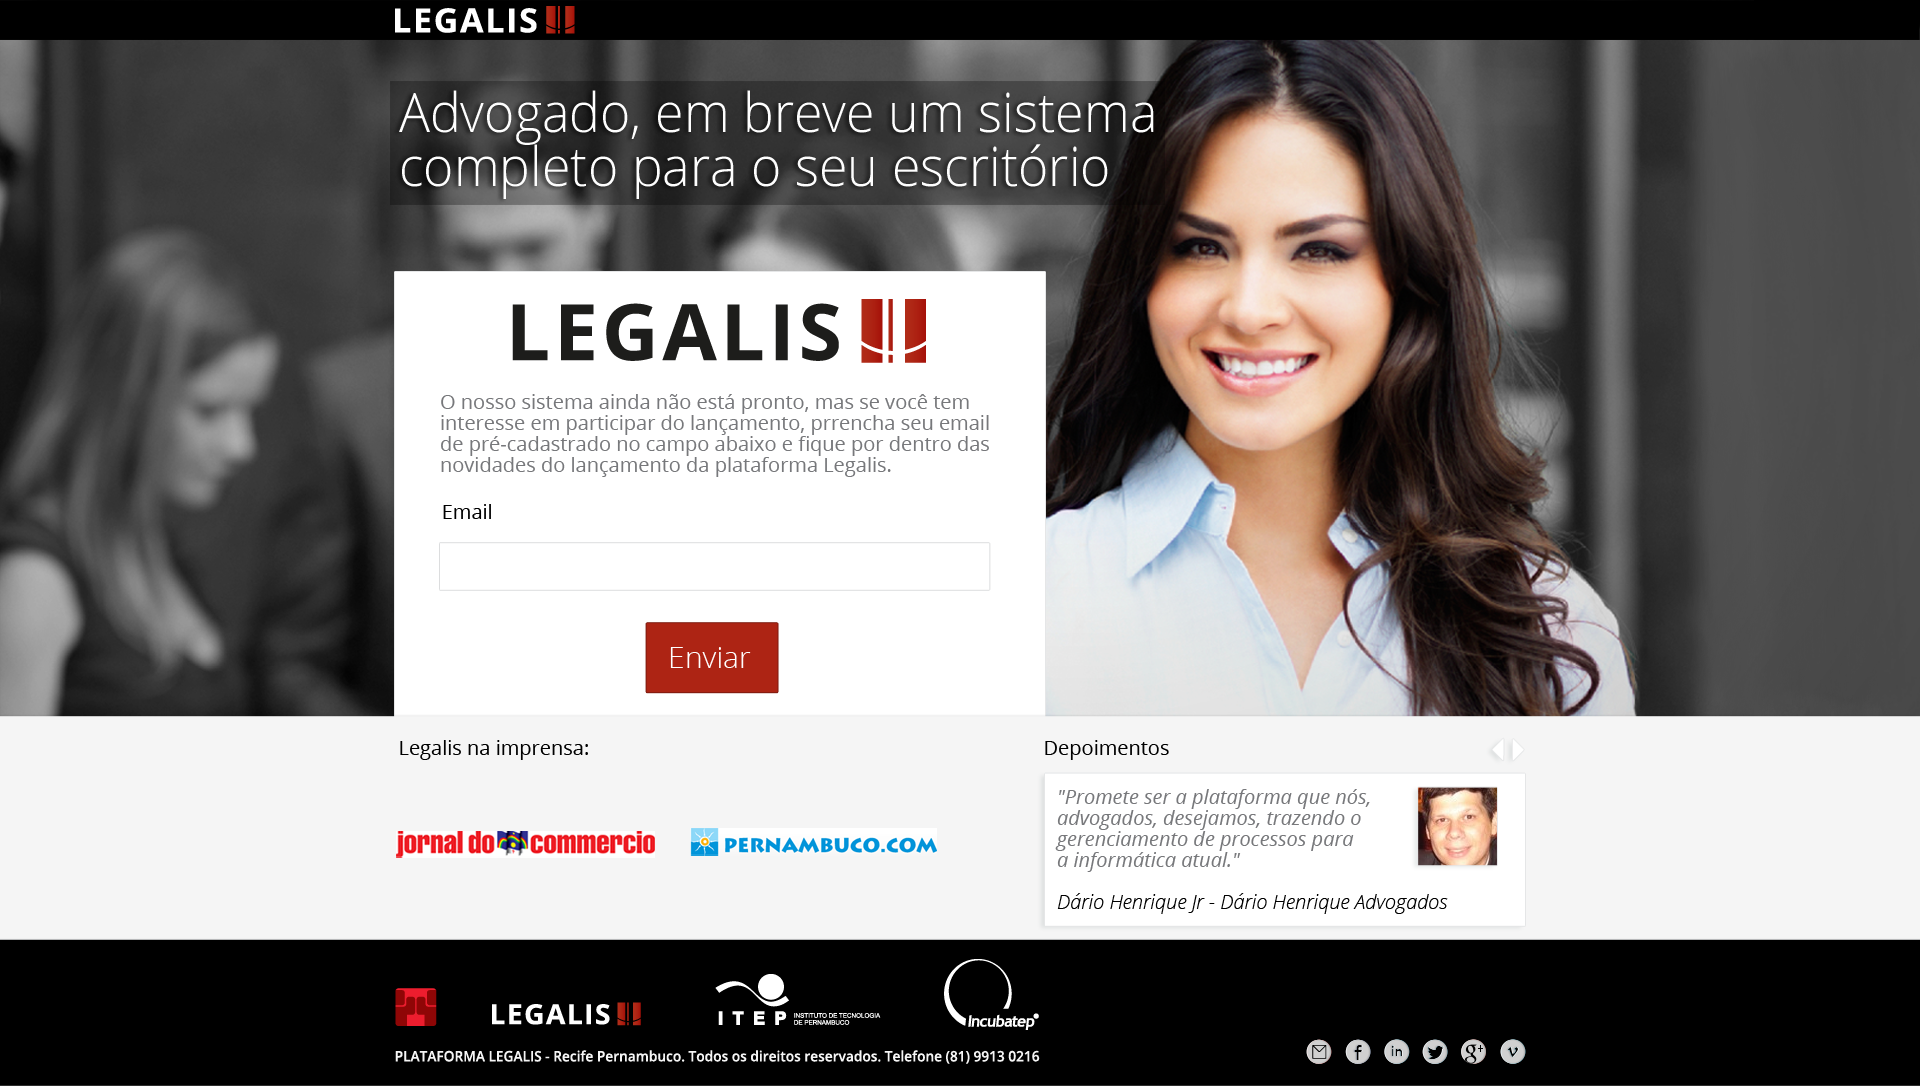 LEGALIS
Advogado, em breve um sistema
completo para o seu escritório
LEGALIS
O nosso sistema ainda não está pronto, mas se você tem
interesse em participar do lançamento, prrencha seu email
de pré-cadastrado no campo abaixo e fique por dentro das
novidades do lançamento da plataforma Legalis.
Email
Enviar
Legalis na imprensa:
jornal do commercio
PERNAMBUCO.COM
Depoimentos
"Promete ser a plataforma que nós,
advogados, desejamos, trazendo o
gerenciamento de processos para
a informática atual."
Dário Henrique Jr - Dário Henrique Advogados
LEGALIS
ITEP
INSTITUTO DE TECNOLOGIA
DE PERNAMBUCO
Incubatep
PLATAFORMA LEGALIS - Recife Pernambuco. Todos os direitos reservados. Telefone (81) 9913 0216